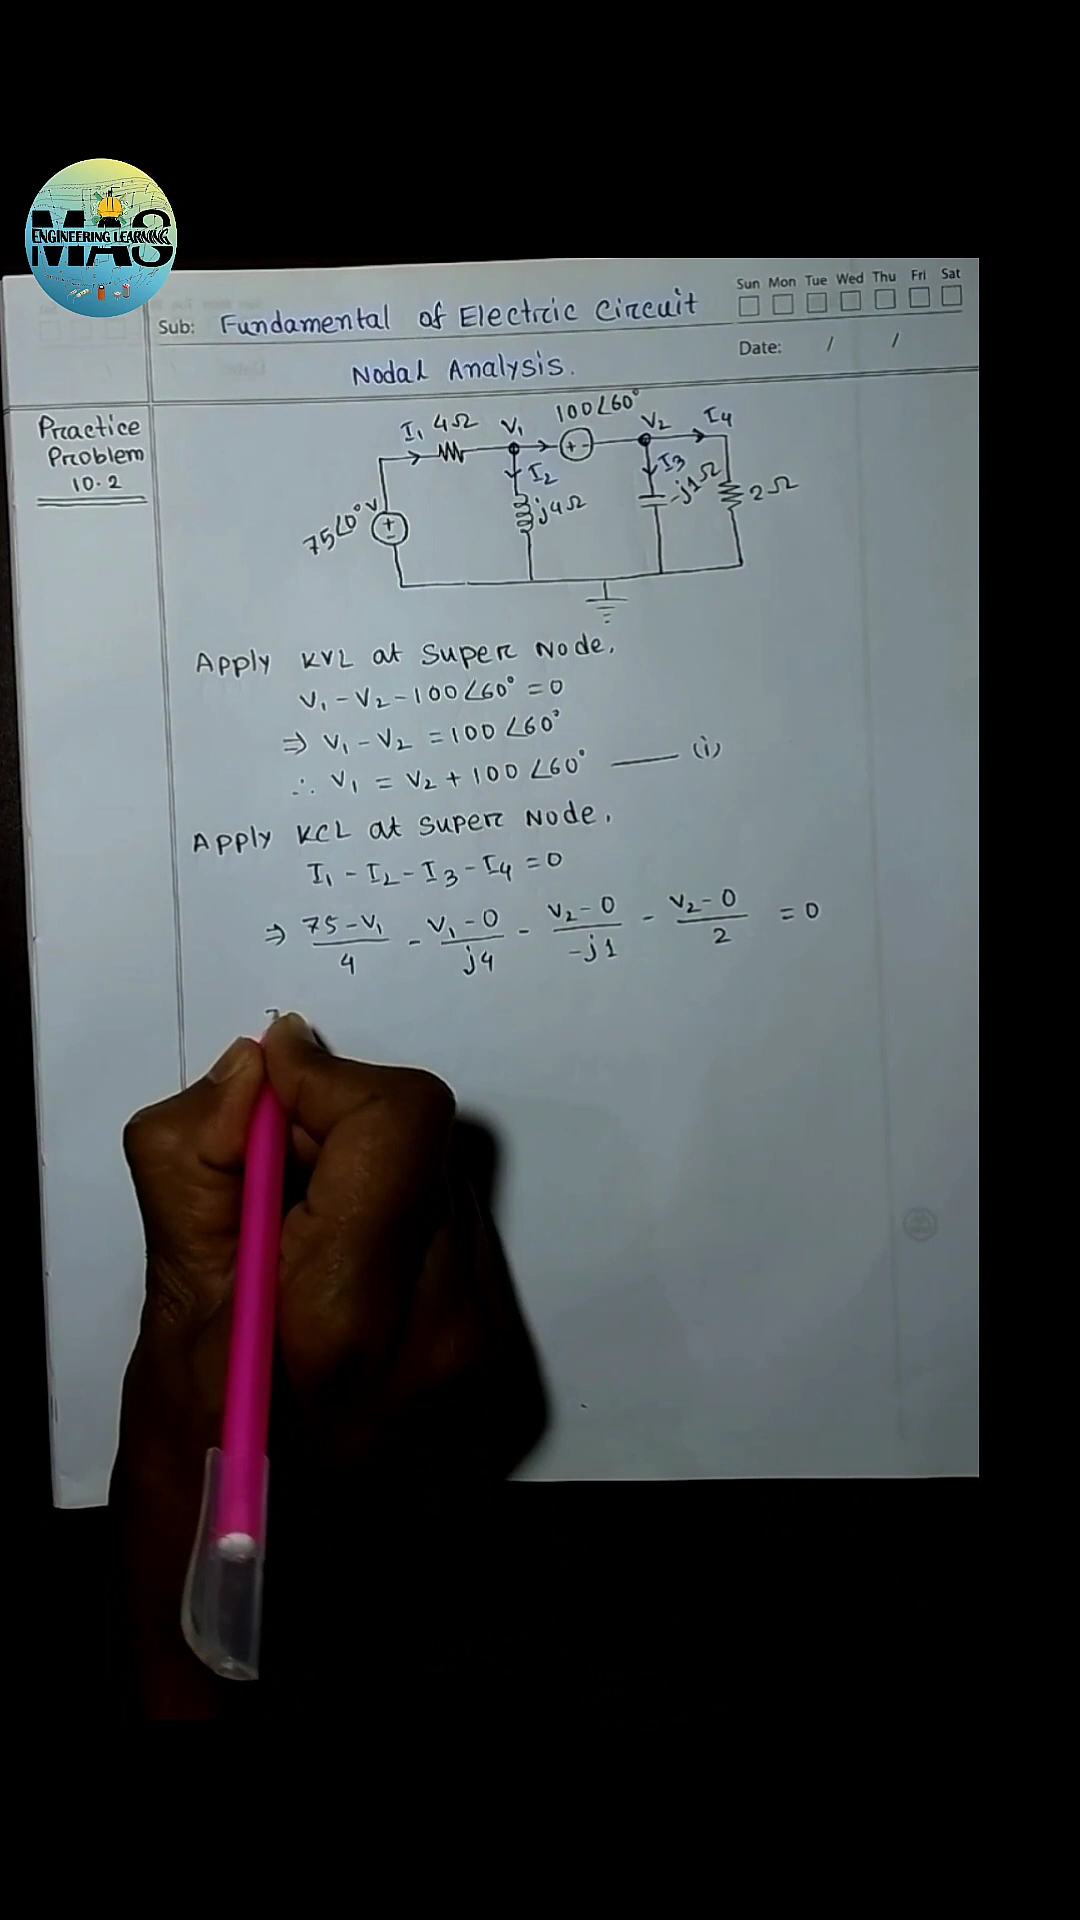 MAS
ENGINEERING LEARNING
Sun Mon Tue Wed Thu Fri Sat
Sub: Fundamental of Electric Circuit
Date: / /
Nodal Analysis.
Practice
Problem
10.2
I₁ 4Ω V₁ 100∠60° V₂ I₄
+ -
I₂ I₃
75∠0° V + - j4Ω -j1Ω 2Ω
Apply KVL at Super Node,
V₁ - V₂ - 100∠60° = 0
⇒ V₁ - V₂ = 100∠60°
∴ V₁ = V₂ + 100∠60° —— (i)
Apply KCL at Super Node,
I₁ - I₂ - I₃ - I₄ = 0
⇒ (75 - V₁)/4 - (V₁ - 0)/j4 - (V₂ - 0)/-j1 - (V₂ - 0)/2 = 0